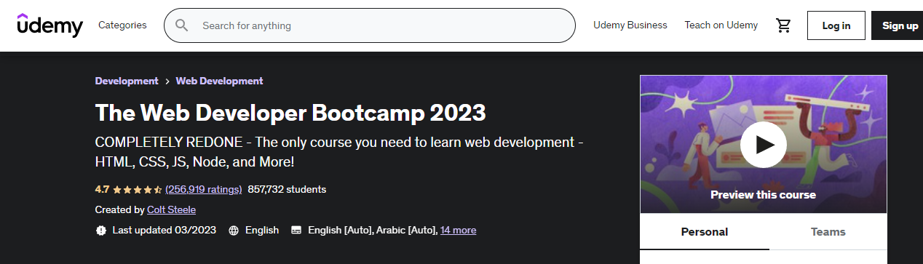 udemy
Categories
Search for anything
Udemy Business
Teach on Udemy
Log in
Sign up
Development > Web Development
The Web Developer Bootcamp 2023
COMPLETELY REDONE - The only course you need to learn web development -
HTML, CSS, JS, Node, and More!
4.7 (256,919 ratings) 857,732 students
Created by Colt Steele
Last updated 03/2023 English English [Auto], Arabic [Auto], 14 more
Preview this course
Personal
Teams